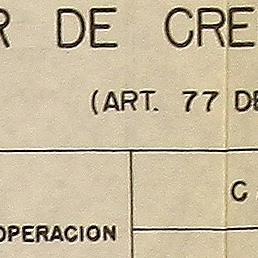 R DE CRE
(ART. 77 DE
C
OPERACION